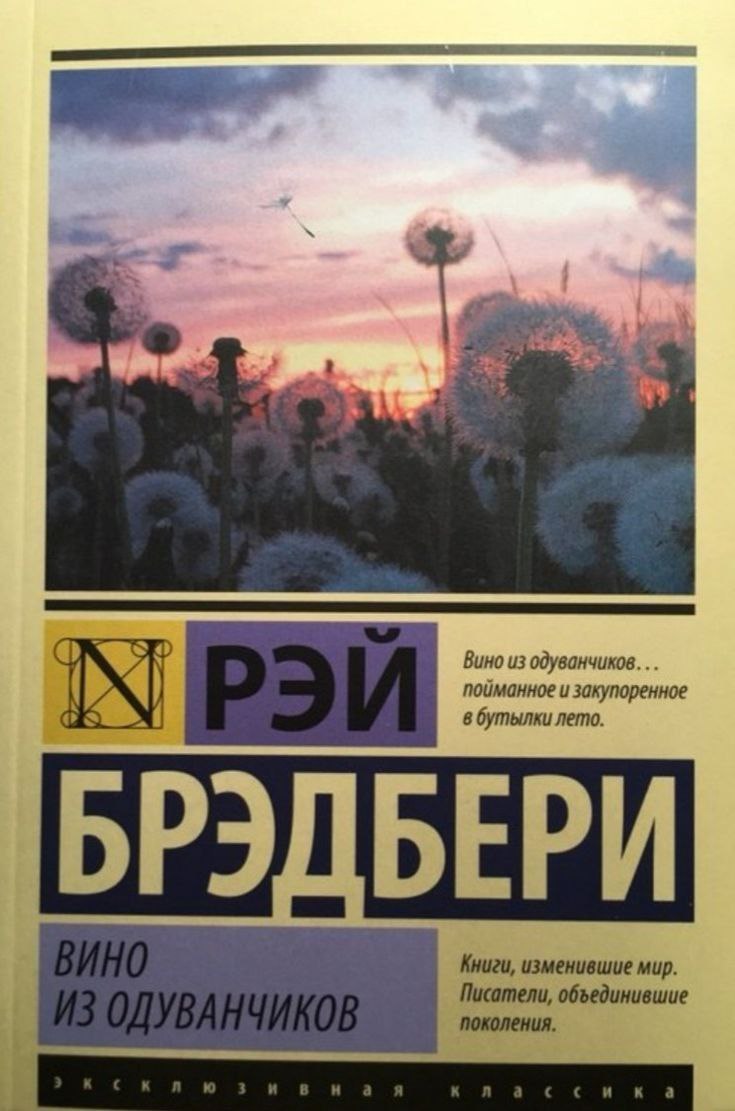 N
РЭЙ
Вино из одуванчиков...
пойманное и закупоренное
в бутылки лето.
БРЭДБЕРИ
ВИНО
ИЗ ОДУВАНЧИКОВ
Книги, изменившие мир.
Писатели, объединившие
поколения.
эксклюзивная классика